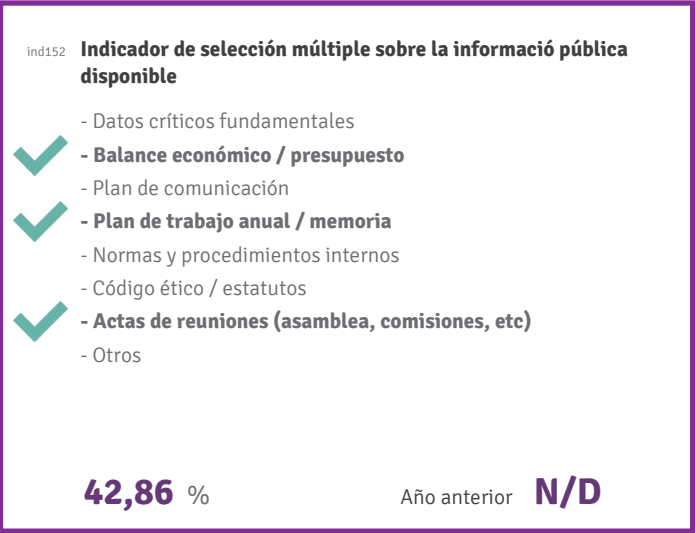 ind152 Indicador de selección múltiple sobre la informació pública
disponible
- Datos críticos fundamentales
- Balance económico / presupuesto
- Plan de comunicación
- Plan de trabajo anual / memoria
- Normas y procedimientos internos
- Código ético / estatutos
- Actas de reuniones (asamblea, comisiones, etc)
- Otros
42,86 % Año anterior N/D